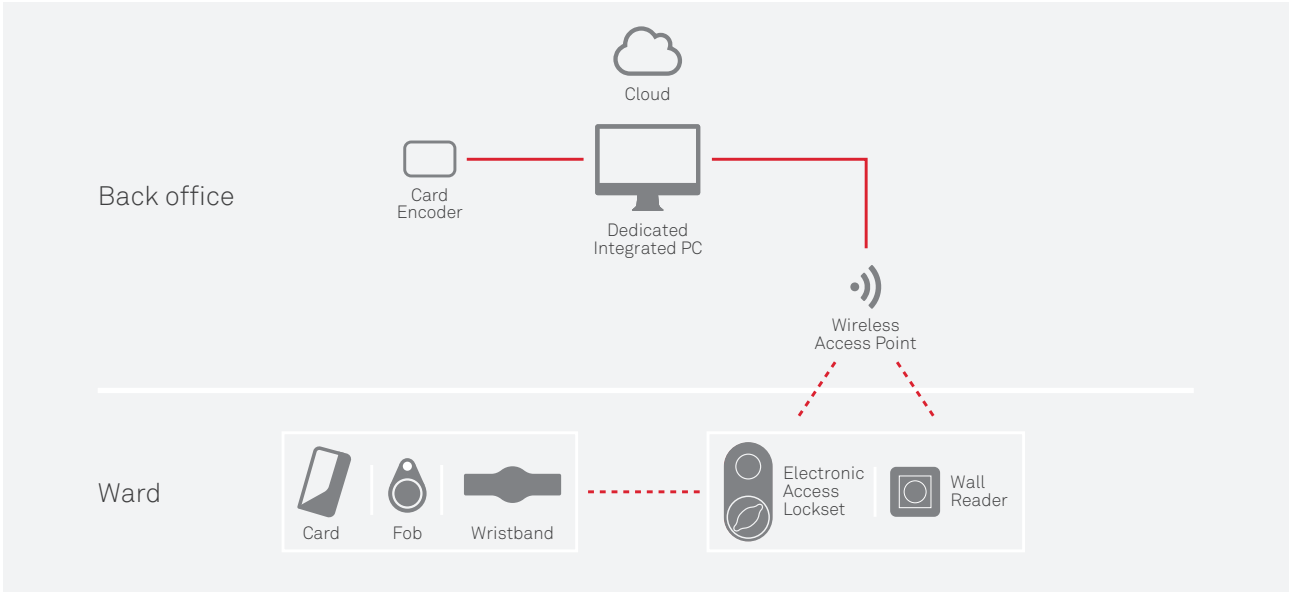 Cloud
Back office
Card
Encoder
Dedicated
Integrated PC
Wireless
Access Point
Ward
Card
Fob
Wristband
Electronic
Access
Lockset
Wall
Reader